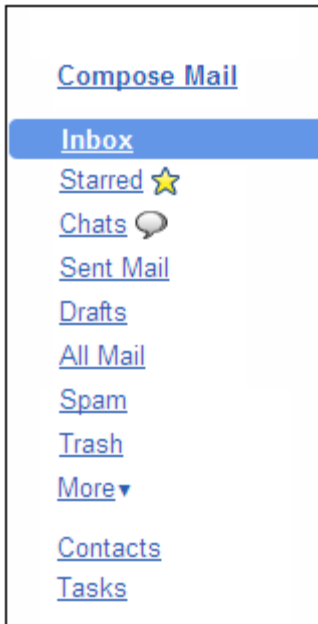 Compose Mail
Inbox
Starred
Chats
Sent Mail
Drafts
All Mail
Spam
Trash
More▾
Contacts
Tasks